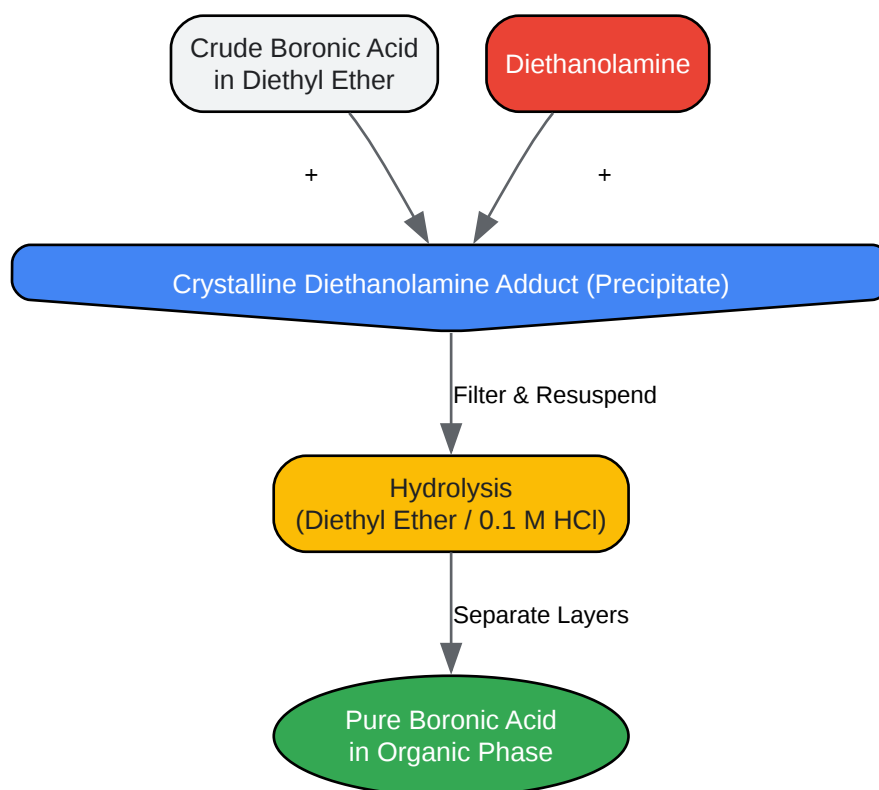 Crude Boronic Acid
in Diethyl Ether
Diethanolamine
+
+
Crystalline Diethanolamine Adduct (Precipitate)
Filter & Resuspend
Hydrolysis
(Diethyl Ether / 0.1 M HCl)
Separate Layers
Pure Boronic Acid
in Organic Phase